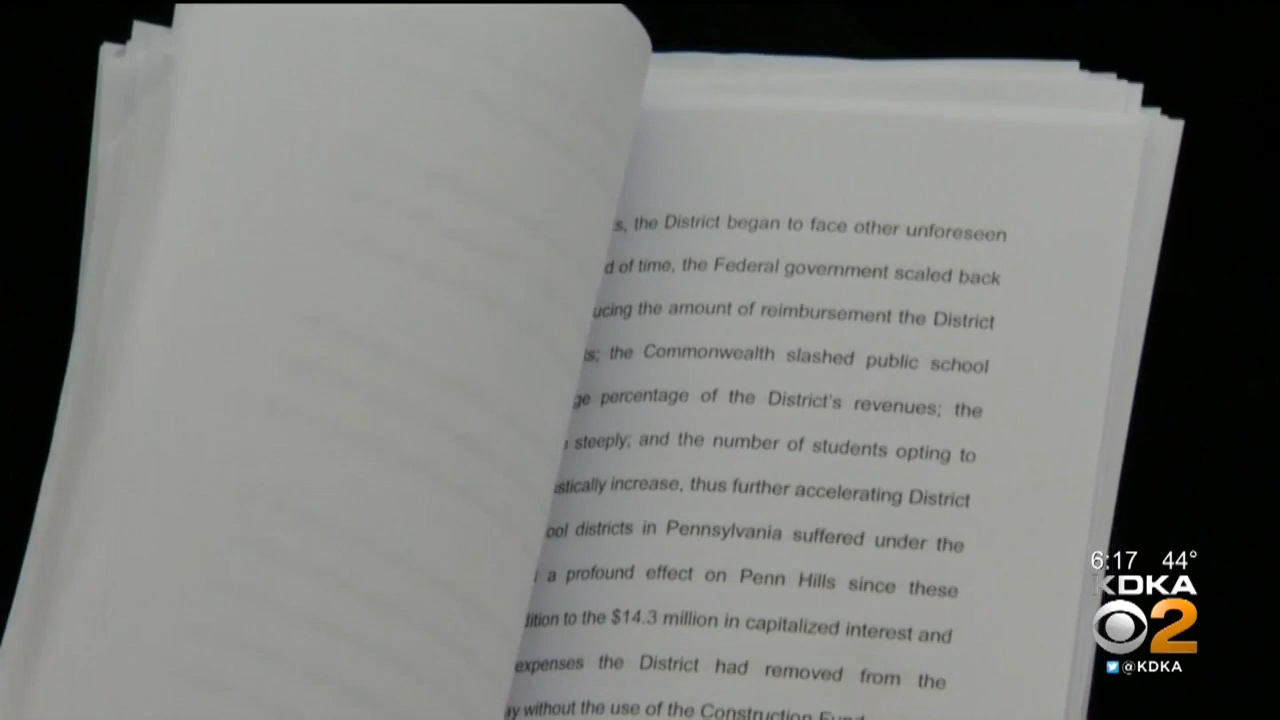 s, the District began to face other unforeseen
d of time, the Federal government scaled back
ucing the amount of reimbursement the District
is; the Commonwealth slashed public school
ge percentage of the District's revenues; the
steeply; and the number of students opting to
stically increase, thus further accelerating District
ool districts in Pennsylvania suffered under the
a profound effect on Penn Hills since these
dition to the $14.3 million in capitalized interest and
expenses the District had removed from the
ay without the use of the Construction Fund
6:17 44°
KDKA
2
@KDKA